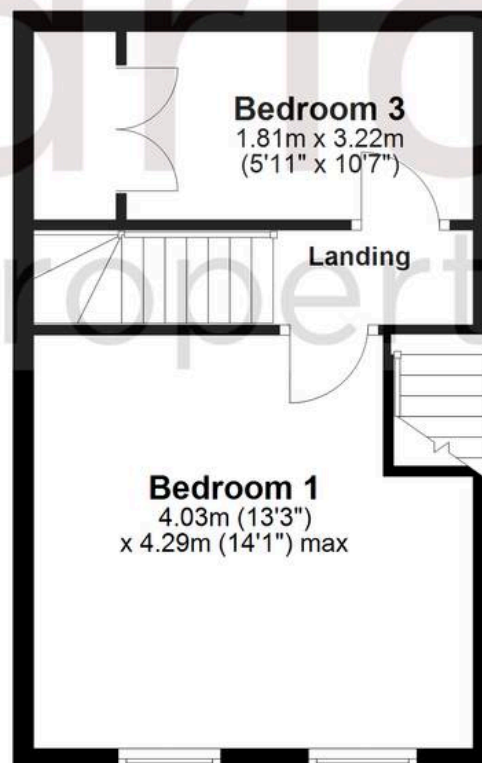 Bedroom 3
1.81m x 3.22m
(5'11" x 10'7")
Landing
Bedroom 1
4.03m (13'3")
x 4.29m (14'1") max